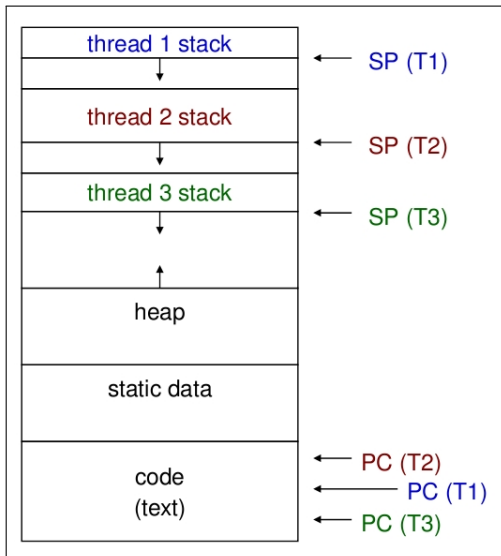 thread 1 stack
SP (T1)
thread 2 stack
SP (T2)
thread 3 stack
SP (T3)
heap
static data
PC (T2)
code
PC (T1)
(text)
PC (T3)